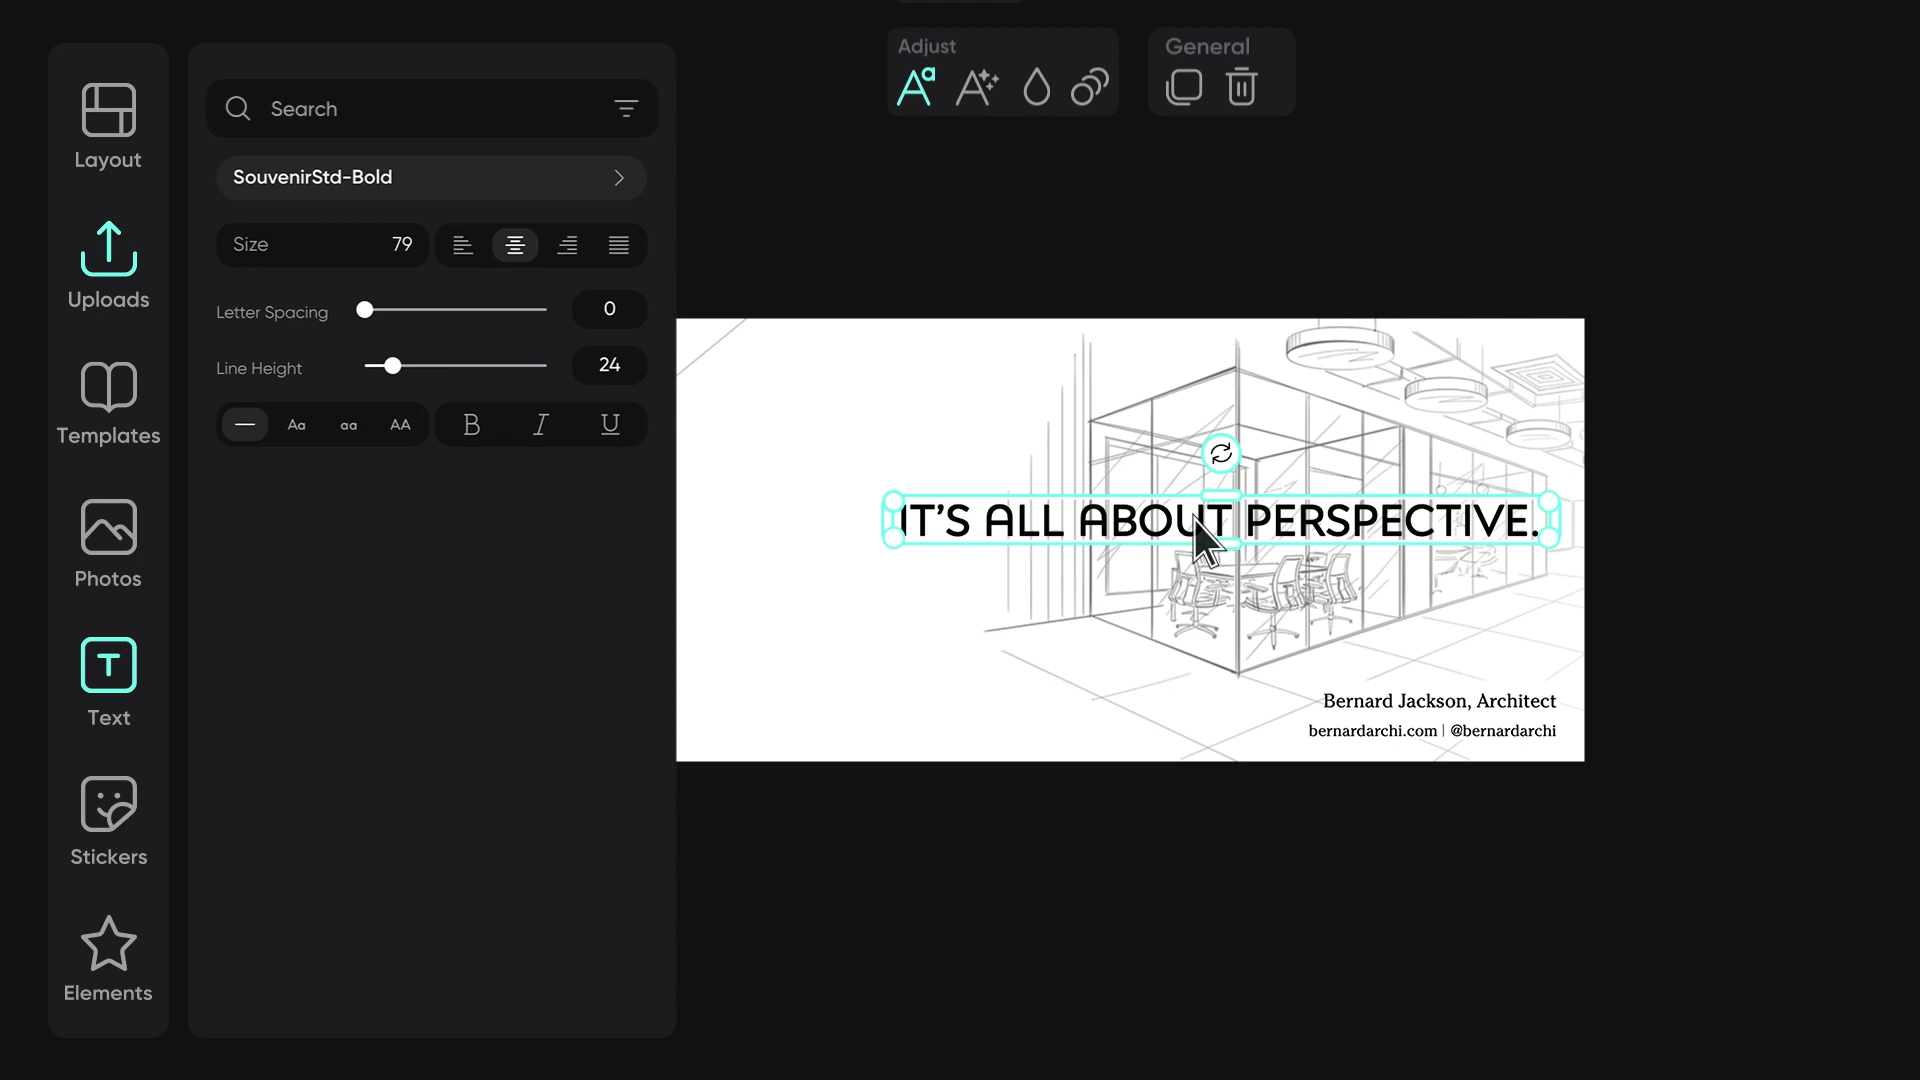 Adjust
General
Search
Layout
SouvenirStd-Bold
Size 79
Uploads
Letter Spacing 0
Line Height 24
Aa aa AA B I U
Templates
IT’S ALL ABOUT PERSPECTIVE.
Photos
Text
Bernard Jackson, Architect
bernardarchi.com | @bernardarchi
Stickers
Elements